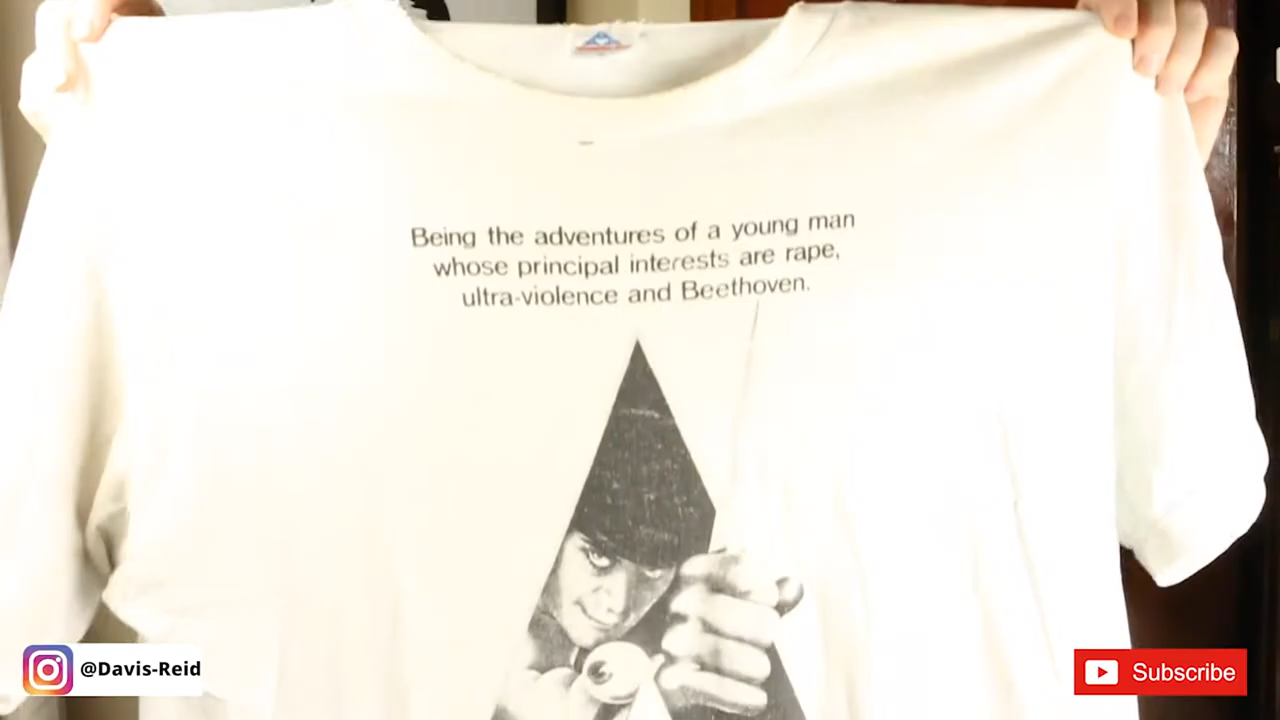 Being the adventures of a young man
whose principal interests are rape,
ultra-violence and Beethoven.
@Davis-Reid
Subscribe